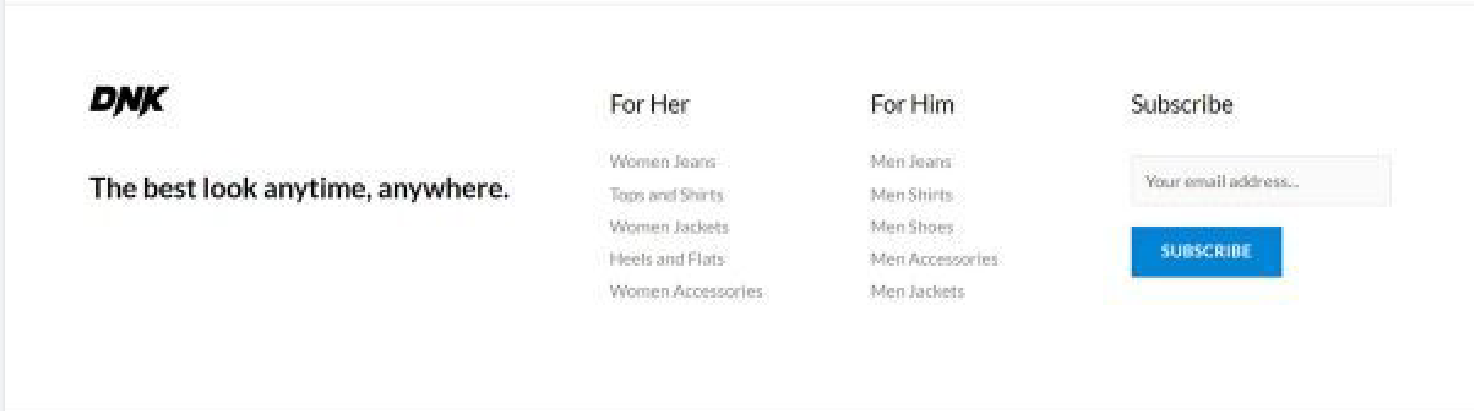 DNK
The best look anytime, anywhere.
For Her
Women Jeans
Tops and Shirts
Women Jackets
Heels and Flats
Women Accessories
For Him
Men Jeans
Men Shirts
Men Shoes
Men Accessories
Men Jackets
Subscribe
Your email address...
SUBSCRIBE